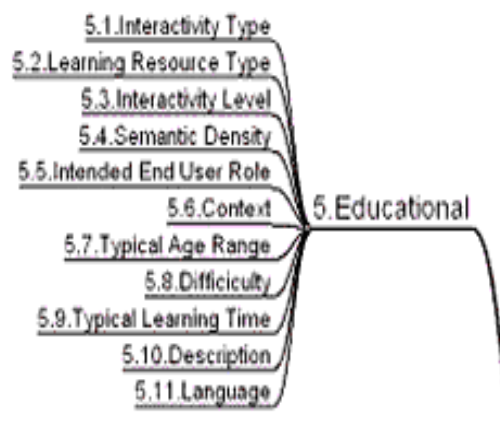 5.1.Interactivity Type
5.2.Learning Resource Type
5.3.Interactivity Level
5.4.Semantic Density
5.5.Intended End User Role
5.6.Context
5.Educational
5.7.Typical Age Range
5.8.Difficiculty
5.9.Typical Learning Time
5.10.Description
5.11.Language